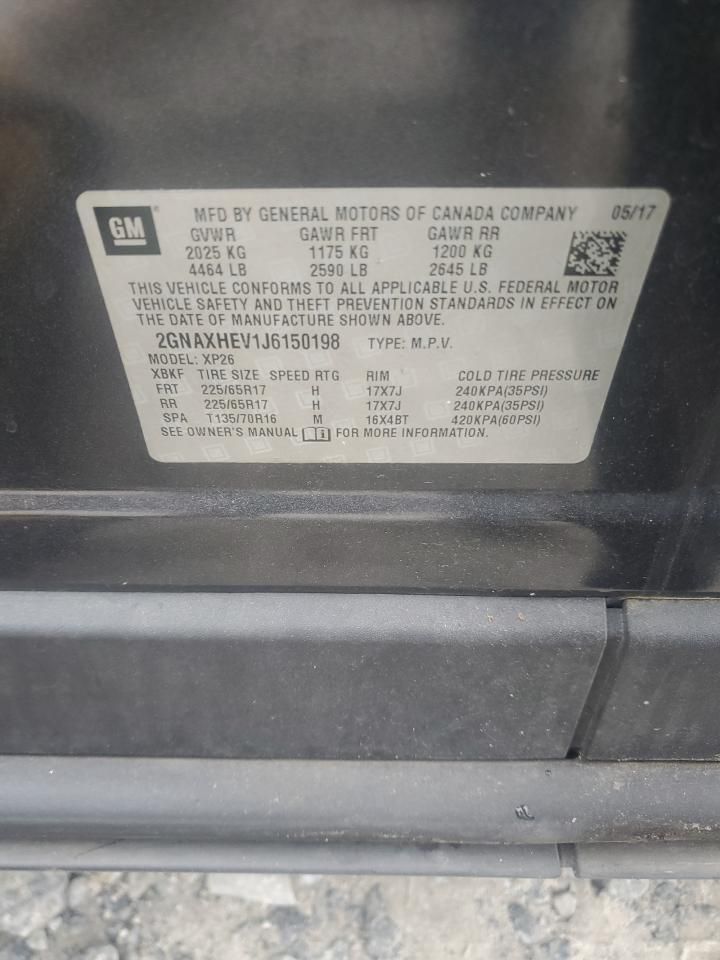 GM ® MFD BY GENERAL MOTORS OF CANADA COMPANY 05/17
GVWR GAWR FRT GAWR RR
2025 KG 1175 KG 1200 KG
4464 LB 2590 LB 2645 LB
THIS VEHICLE CONFORMS TO ALL APPLICABLE U.S. FEDERAL MOTOR
VEHICLE SAFETY AND THEFT PREVENTION STANDARDS IN EFFECT ON
THE DATE OF MANUFACTURE SHOWN ABOVE.
2GNAXHEV1J6150198 TYPE: M.P.V.
MODEL: XP26
XBKF TIRE SIZE SPEED RTG RIM COLD TIRE PRESSURE
FRT 225/65R17 H 17X7J 240KPA(35PSI)
RR 225/65R17 H 17X7J 240KPA(35PSI)
SPA T135/70R16 M 16X4BT 420KPA(60PSI)
SEE OWNER'S MANUAL FOR MORE INFORMATION.